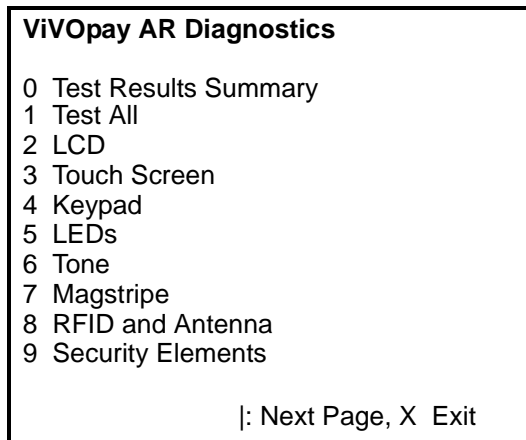 ViVOpay AR Diagnostics
0 Test Results Summary
1 Test All
2 LCD
3 Touch Screen
4 Keypad
5 LEDs
6 Tone
7 Magstripe
8 RFID and Antenna
9 Security Elements
|: Next Page, X Exit